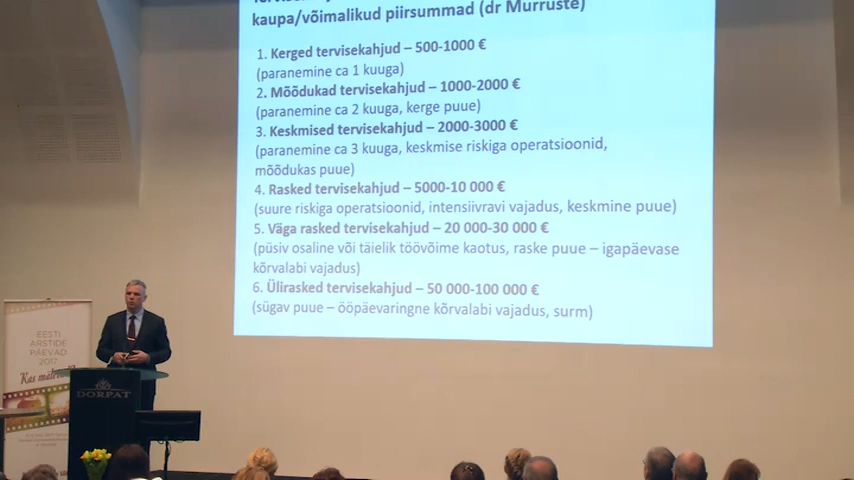 kaupa/võimalikud piirsummad (dr Murruste)
1. Kerged tervisekahjud – 500-1000 €
(paranemine ca 1 kuuga)
2. Mõõdukad tervisekahjud – 1000-2000 €
(paranemine ca 2 kuuga, kerge puue)
3. Keskmised tervisekahjud – 2000-3000 €
(paranemine ca 3 kuuga, keskmise riskiga operatsioonid,
mõõdukas puue)
4. Rasked tervisekahjud – 5000-10 000 €
(suure riskiga operatsioonid, intensiivravi vajadus, keskmine puue)
5. Väga rasked tervisekahjud – 20 000-30 000 €
(püsiv osaline või täielik töövõime kaotus, raske puue – igapäevase
kõrvalabi vajadus)
6. Ülirasked tervisekahjud – 50 000-100 000 €
(sügav puue – ööpäevaringne kõrvalabi vajadus, surm)
EESTI
ARSTIDE
PÄEVAD
2017
Kas
DORPAT